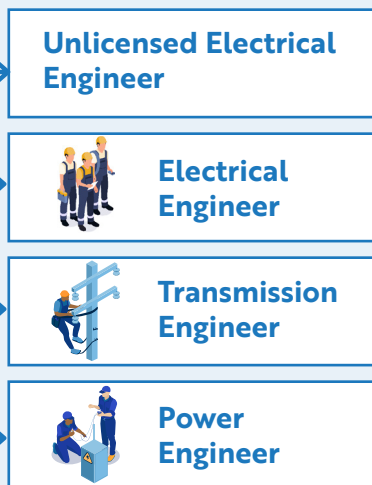 Unlicensed Electrical
Engineer
Electrical
Engineer
Transmission
Engineer
Power
Engineer